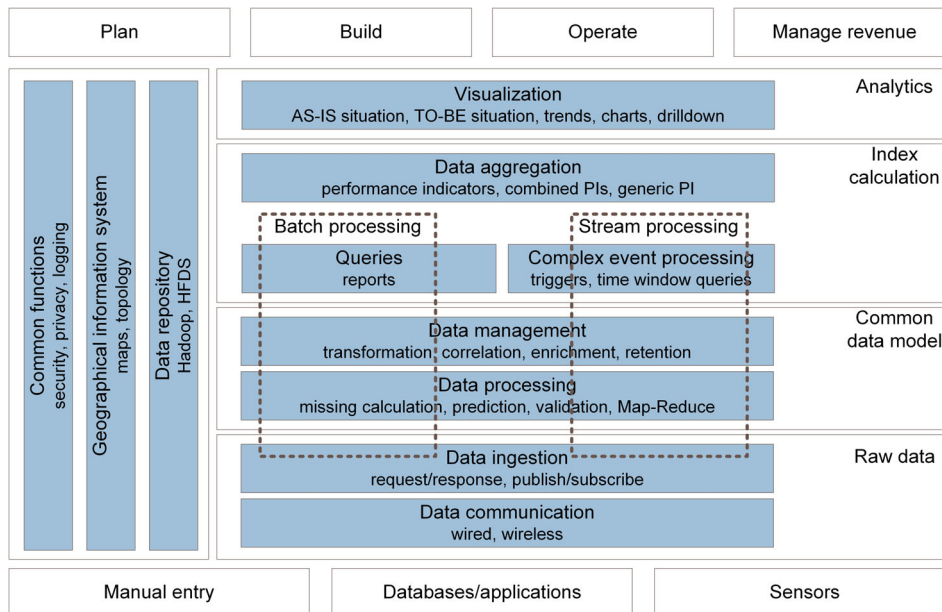 Plan
Build
Operate
Manage revenue
Common functions
security, privacy, logging
Geographical information system
maps, topology
Data repository
Hadoop, HFDS
Analytics
Visualization
AS-IS situation, TO-BE situation, trends, charts, drilldown
Index
calculation
Data aggregation
performance indicators, combined PIs, generic PI
Batch processing
Stream processing
Queries
reports
Complex event processing
triggers, time window queries
Common
data model
Data management
transformation, correlation, enrichment, retention
Data processing
missing calculation, prediction, validation, Map-Reduce
Raw data
Data ingestion
request/response, publish/subscribe
Data communication
wired, wireless
Manual entry
Databases/applications
Sensors